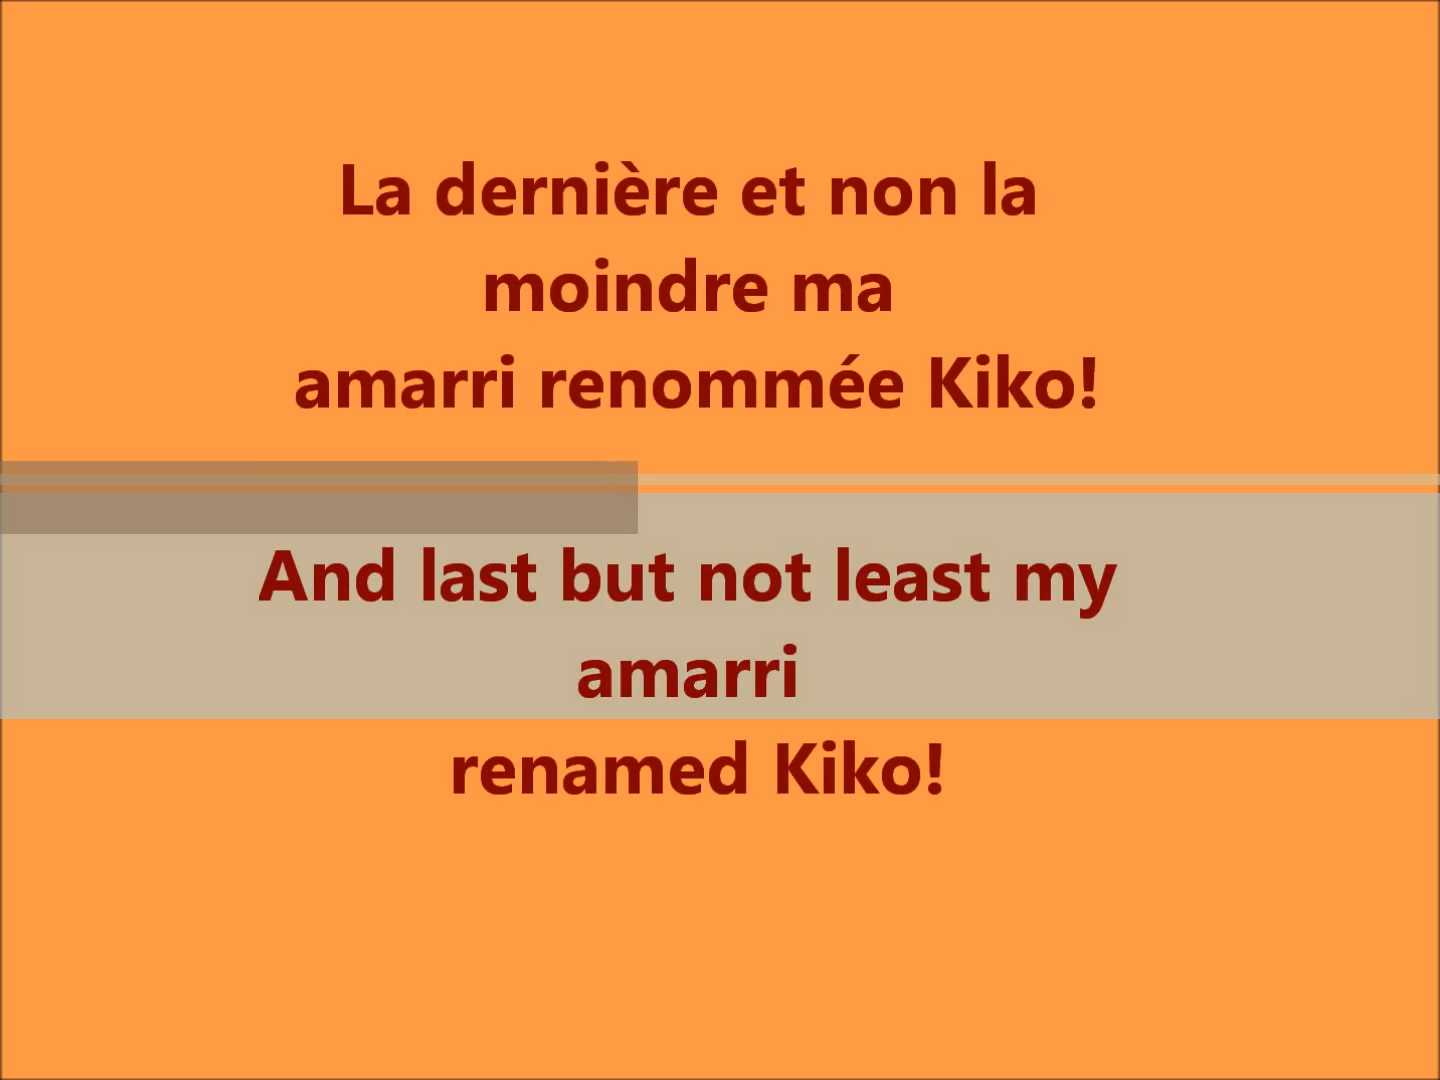 La dernière et non la
moindre ma
amarri renommée Kiko!
And last but not least my
amarri
renamed Kiko!